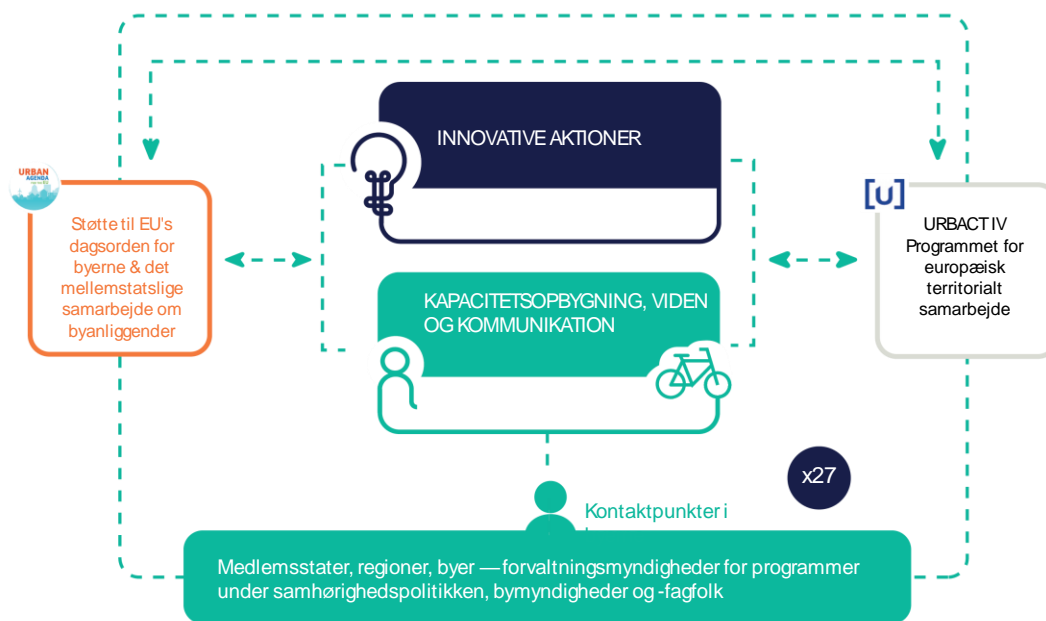 INNOVATIVE AKTIONER
URBAN
AGENDA
Støtte til EU's
dagsorden for
byerne & det
mellemstatslige
samarbejde om
byanliggender
[U]
URBACT IV
Programmet for
europæisk
territorialt
samarbejde
KAPACITETSOPBYGNING, VIDEN
OG KOMMUNIKATION
x27
Kontaktpunkter i
Medlemsstater, regioner, byer — forvaltningsmyndigheder for programmer
under samhørighedspolitikken, bymyndigheder og -fagfolk